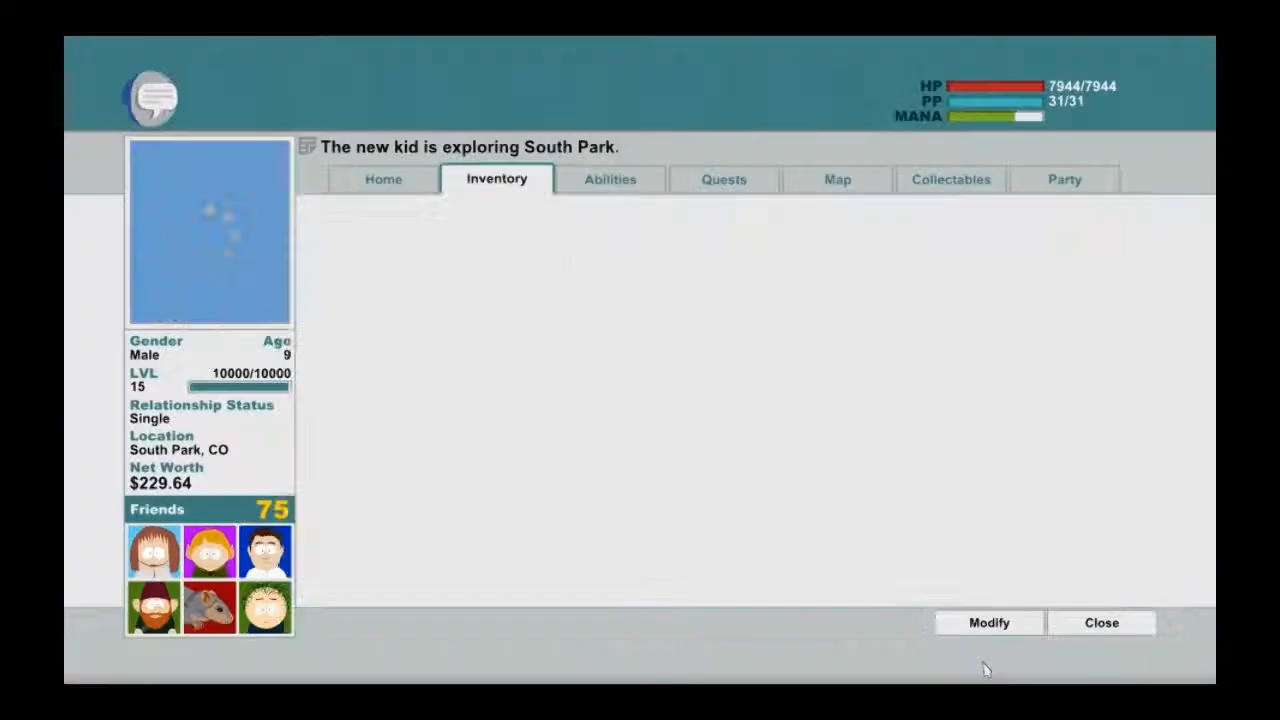 HP 7944/7944
PP 31/31
MANA
The new kid is exploring South Park.
Home Inventory Abilities Quests Map Collectables Party
Gender Age
Male 9
LVL 10000/10000
15
Relationship Status
Single
Location
South Park, CO
Net Worth
$229.64
Friends 75
Modify Close